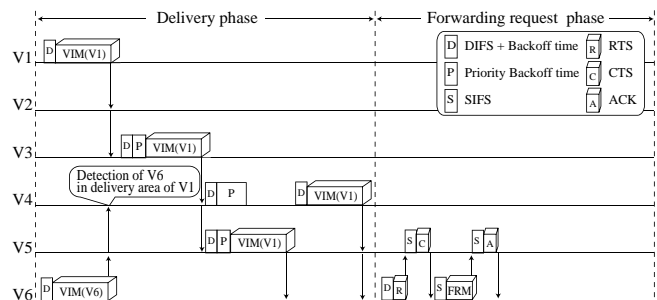 Delivery phase
Forwarding request phase
D DIFS + Backoff time
R RTS
P Priority Backoff time
C CTS
S SIFS
A ACK
V1
D VIM(V1)
V2
V3
D P VIM(V1)
Detection of V6
in delivery area of V1
V4
D P
D VIM(V1)
V5
D P VIM(V1)
S C
S A
V6
D VIM(V6)
D R
S FRM